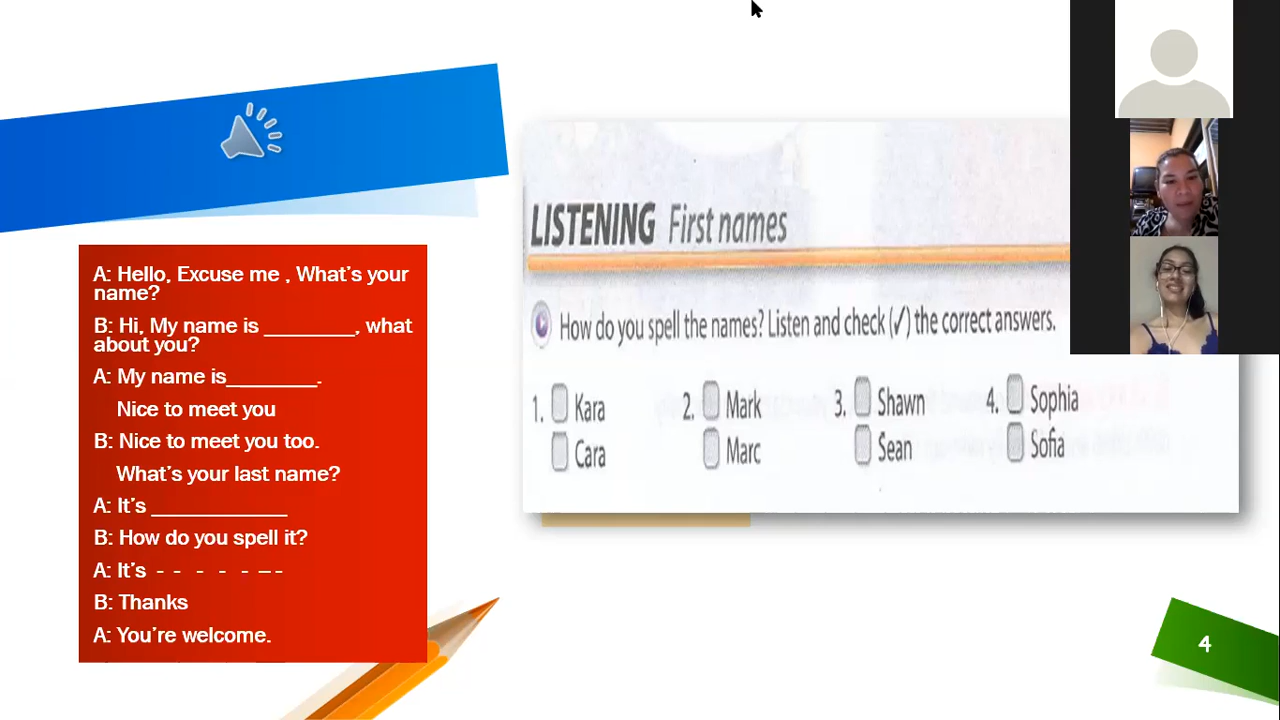 A: Hello, Excuse me , What's your
name?
B: Hi, My name is ________, what
about you?
A: My name is________.
Nice to meet you
B: Nice to meet you too.
What's your last name?
A: It's ____________
B: How do you spell it?
A: It's - - - - - – -
B: Thanks
A: You're welcome.
LISTENING First names
How do you spell the names? Listen and check (✓) the correct answers.
1. Kara 2. Mark 3. Shawn 4. Sophia
Cara Marc Sean Sofia
4